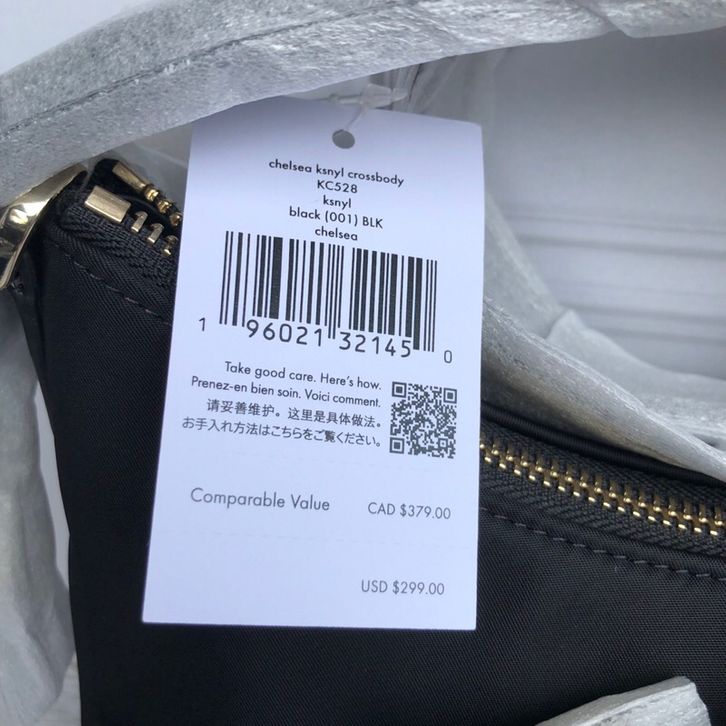 chelsea ksnyl crossbody
KC528
ksnyl
black (001) BLK
chelsea
1 96021 32145 0
Take good care. Here's how.
Prenez-en bien soin. Voici comment.
请妥善维护。这里是具体做法。
お手入れ方法はこちらをご覧ください。
Comparable Value CAD $379.00
USD $299.00